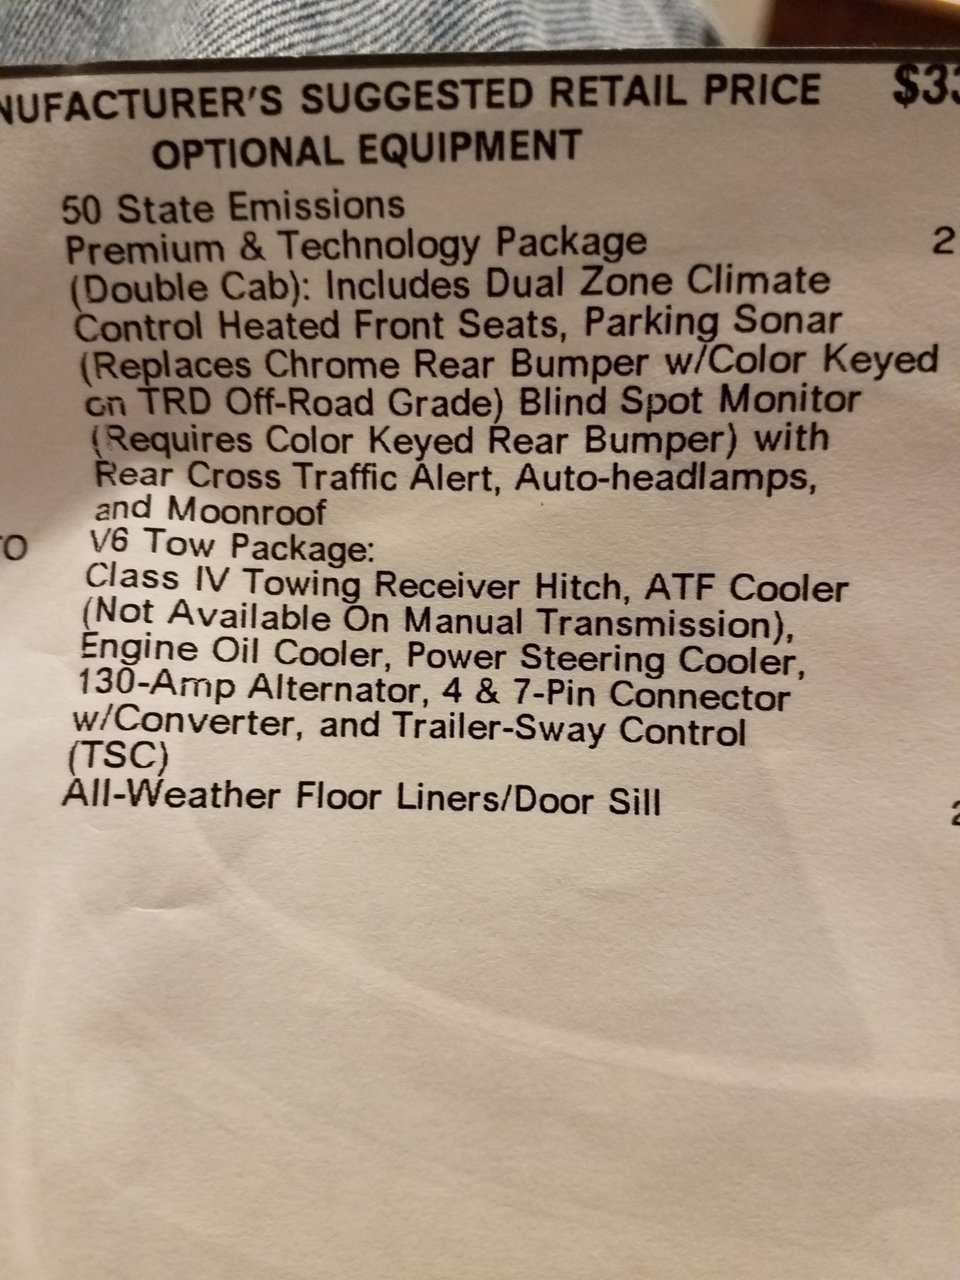 NUFACTURER'S SUGGESTED RETAIL PRICE $33
OPTIONAL EQUIPMENT
50 State Emissions
Premium & Technology Package 2
(Double Cab): Includes Dual Zone Climate
Control Heated Front Seats, Parking Sonar
(Replaces Chrome Rear Bumper w/Color Keyed
on TRD Off-Road Grade) Blind Spot Monitor
(Requires Color Keyed Rear Bumper) with
Rear Cross Traffic Alert, Auto-headlamps,
and Moonroof
TO V6 Tow Package:
Class IV Towing Receiver Hitch, ATF Cooler
(Not Available On Manual Transmission),
Engine Oil Cooler, Power Steering Cooler,
130-Amp Alternator, 4 & 7-Pin Connector
w/Converter, and Trailer-Sway Control
(TSC)
All-Weather Floor Liners/Door Sill 2